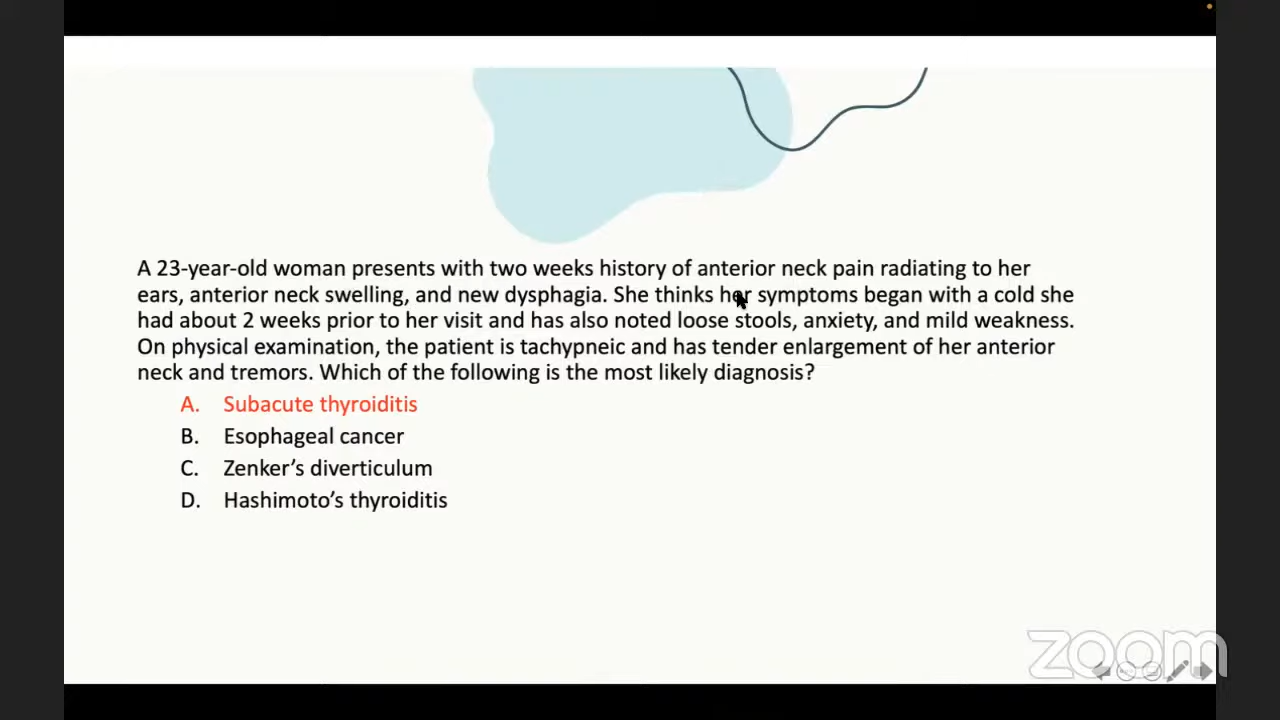 A 23-year-old woman presents with two weeks history of anterior neck pain radiating to her
ears, anterior neck swelling, and new dysphagia. She thinks her symptoms began with a cold she
had about 2 weeks prior to her visit and has also noted loose stools, anxiety, and mild weakness.
On physical examination, the patient is tachypneic and has tender enlargement of her anterior
neck and tremors. Which of the following is the most likely diagnosis?
A. Subacute thyroiditis
B. Esophageal cancer
C. Zenker’s diverticulum
D. Hashimoto’s thyroiditis
zoom